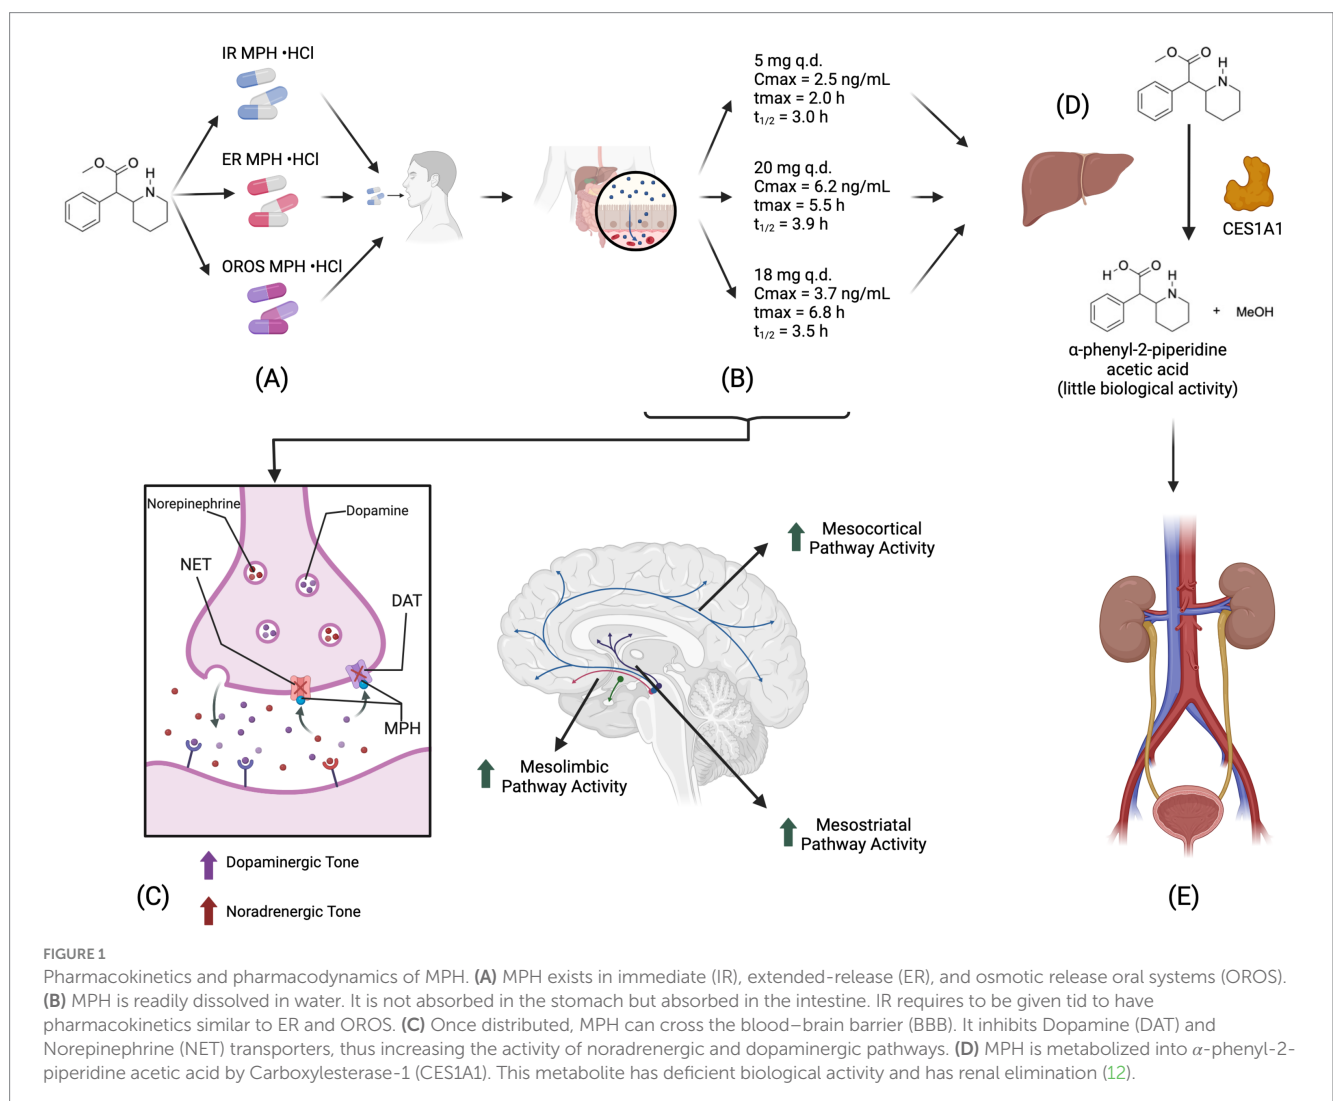 IR MPH •HCl
ER MPH •HCl
OROS MPH •HCl
O
O
H
N
(A)
5 mg q.d.
Cmax = 2.5 ng/mL
tmax = 2.0 h
t1/2 = 3.0 h
20 mg q.d.
Cmax = 6.2 ng/mL
tmax = 5.5 h
t1/2 = 3.9 h
18 mg q.d.
Cmax = 3.7 ng/mL
tmax = 6.8 h
t1/2 = 3.5 h
(B)
(D)
O
O
H
N
CES1A1
H
O
O
H
N
+ MeOH
α-phenyl-2-piperidine
acetic acid
(little biological activity)
Norepinephrine
Dopamine
NET
DAT
MPH
Dopaminergic Tone
Noradrenergic Tone
(C)
Mesocortical
Pathway Activity
Mesolimbic
Pathway Activity
Mesostriatal
Pathway Activity
(E)
FIGURE 1
Pharmacokinetics and pharmacodynamics of MPH. (A) MPH exists in immediate (IR), extended-release (ER), and osmotic release oral systems (OROS).
(B) MPH is readily dissolved in water. It is not absorbed in the stomach but absorbed in the intestine. IR requires to be given tid to have
pharmacokinetics similar to ER and OROS. (C) Once distributed, MPH can cross the blood–brain barrier (BBB). It inhibits Dopamine (DAT) and
Norepinephrine (NET) transporters, thus increasing the activity of noradrenergic and dopaminergic pathways. (D) MPH is metabolized into α-phenyl-2-
piperidine acetic acid by Carboxylesterase-1 (CES1A1). This metabolite has deficient biological activity and has renal elimination (12).